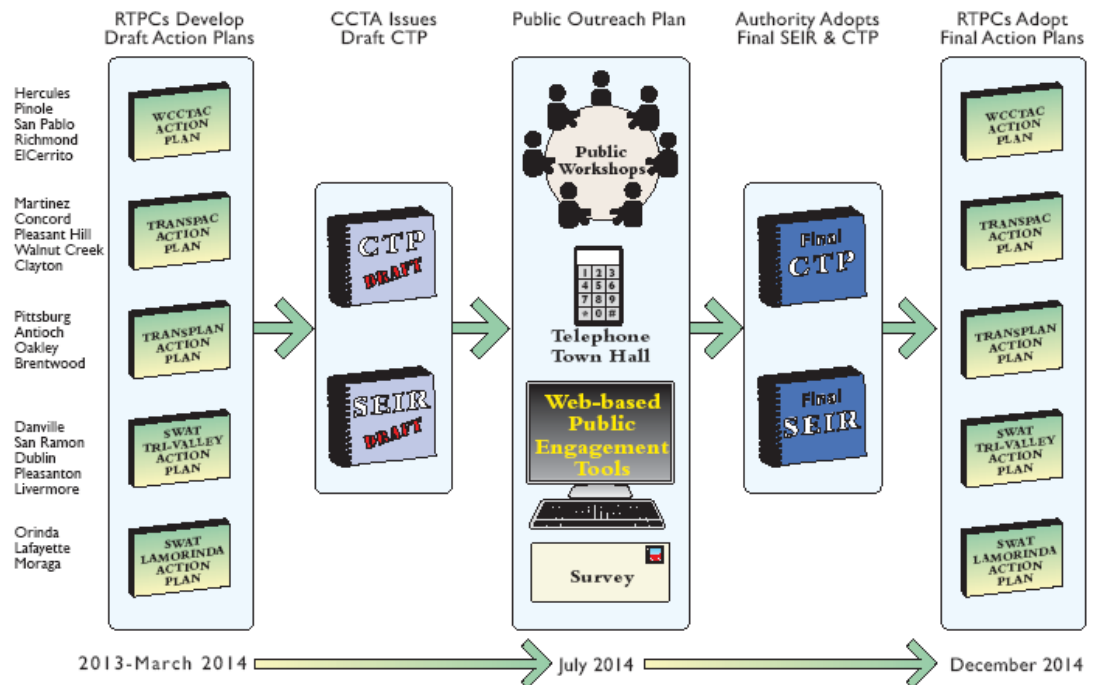 RTPCs Develop
Draft Action Plans
CCTA Issues
Draft CTP
Public Outreach Plan
Authority Adopts
Final SEIR & CTP
RTPCs Adopt
Final Action Plans
Hercules
Pinole
San Pablo
Richmond
ElCerrito
WCCTAC
ACTION
PLAN
Martinez
Concord
Pleasant Hill
Walnut Creek
Clayton
TRANSPAC
ACTION
PLAN
Pittsburg
Antioch
Oakley
Brentwood
TRANSPLAN
ACTION
PLAN
Danville
San Ramon
Dublin
Pleasanton
Livermore
SWAT
TRI-VALLEY
ACTION
PLAN
Orinda
Lafayette
Moraga
SWAT
LAMORINDA
ACTION
PLAN
CTP
DRAFT
SEIR
DRAFT
Public
Workshops
1 2 3
4 5 6
7 8 9
* 0 #
Telephone
Town Hall
Web-based
Public
Engagement
Tools
Survey
Final
CTP
Final
SEIR
WCCTAC
ACTION
PLAN
TRANSPAC
ACTION
PLAN
TRANSPLAN
ACTION
PLAN
SWAT
TRI-VALLEY
ACTION
PLAN
SWAT
LAMORINDA
ACTION
PLAN
2013-March 2014
July 2014
December 2014